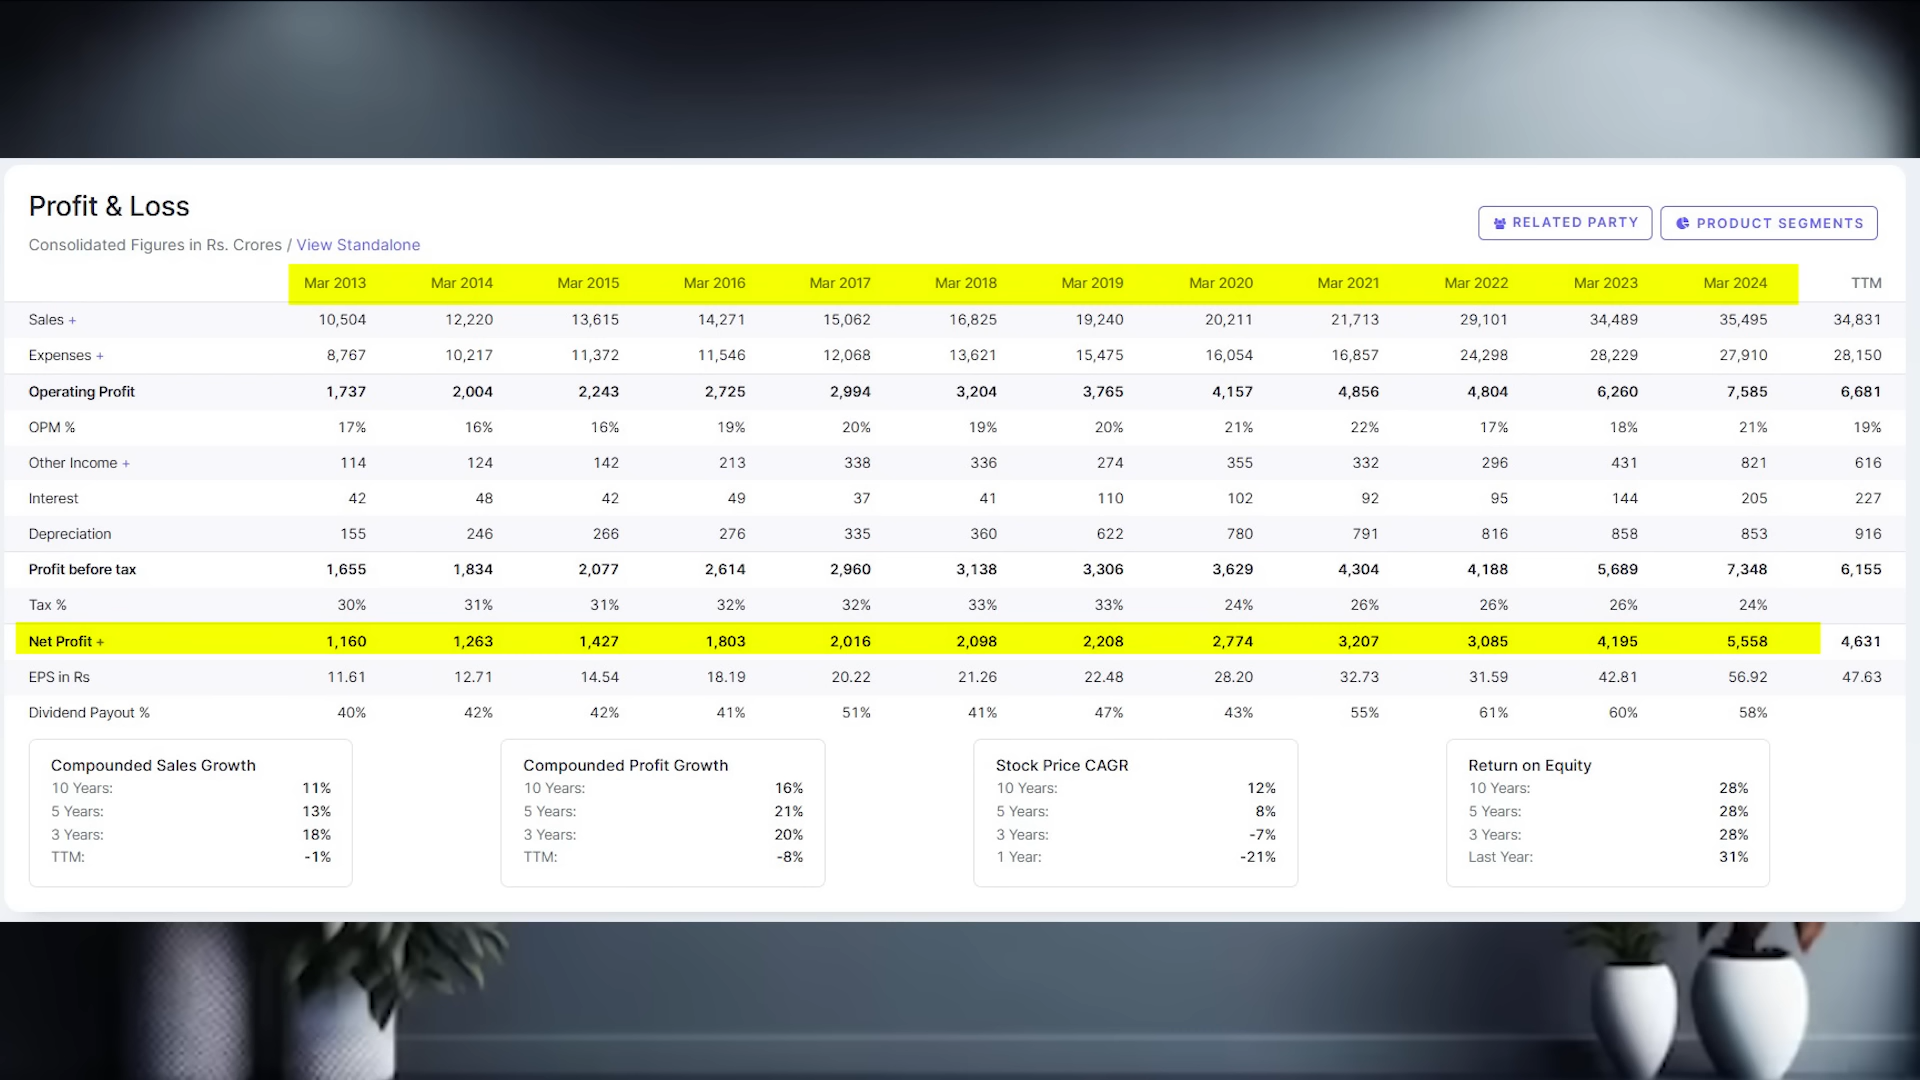 Profit & Loss
RELATED PARTY PRODUCT SEGMENTS
Consolidated Figures in Rs. Crores / View Standalone
Mar 2013 Mar 2014 Mar 2015 Mar 2016 Mar 2017 Mar 2018 Mar 2019 Mar 2020 Mar 2021 Mar 2022 Mar 2023 Mar 2024 TTM
Sales + 10,504 12,220 13,615 14,271 15,062 16,825 19,240 20,211 21,713 29,101 34,489 35,495 34,831
Expenses + 8,767 10,217 11,372 11,546 12,068 13,621 15,475 16,054 16,857 24,298 28,229 27,910 28,150
Operating Profit 1,737 2,004 2,243 2,725 2,994 3,204 3,765 4,157 4,856 4,804 6,260 7,585 6,681
OPM % 17% 16% 16% 19% 20% 19% 20% 21% 22% 17% 18% 21% 19%
Other Income + 114 124 142 213 338 336 274 355 332 296 431 821 616
Interest 42 48 42 49 37 41 110 102 92 95 144 205 227
Depreciation 155 246 266 276 335 360 622 780 791 816 858 853 916
Profit before tax 1,655 1,834 2,077 2,614 2,960 3,138 3,306 3,629 4,304 4,188 5,689 7,348 6,155
Tax % 30% 31% 31% 32% 32% 33% 33% 24% 26% 26% 26% 24%
Net Profit + 1,160 1,263 1,427 1,803 2,016 2,098 2,208 2,774 3,207 3,085 4,195 5,558 4,631
EPS in Rs 11.61 12.71 14.54 18.19 20.22 21.26 22.48 28.20 32.73 31.59 42.81 56.92 47.63
Dividend Payout % 40% 42% 42% 41% 51% 41% 47% 43% 55% 61% 60% 58%
Compounded Sales Growth
10 Years: 11%
5 Years: 13%
3 Years: 18%
TTM: -1%
Compounded Profit Growth
10 Years: 16%
5 Years: 21%
3 Years: 20%
TTM: -8%
Stock Price CAGR
10 Years: 12%
5 Years: 8%
3 Years: -7%
1 Year: -21%
Return on Equity
10 Years: 28%
5 Years: 28%
3 Years: 28%
Last Year: 31%